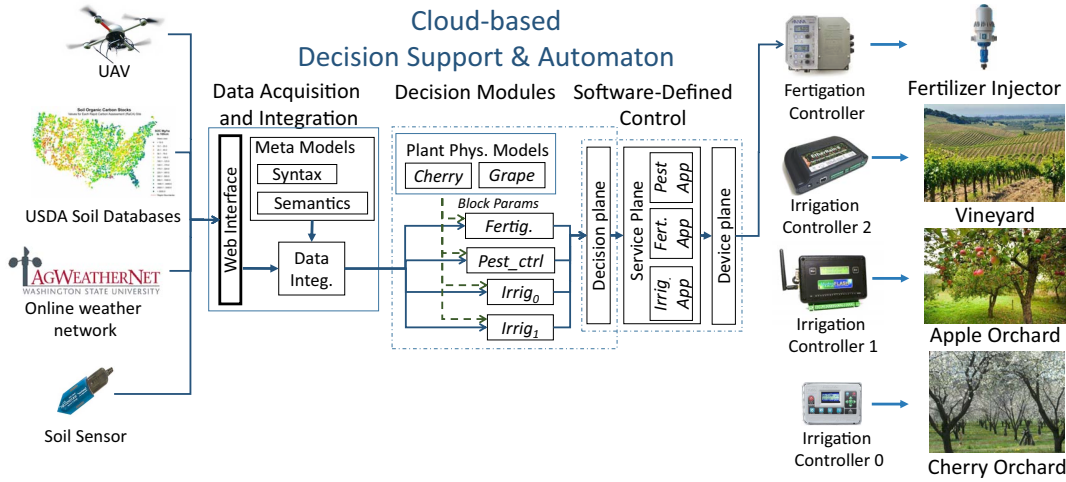 Cloud-based
Decision Support & Automaton
UAV
Soil Organic Carbon Stocks
USDA Soil Databases
AGWEATHERNET
WASHINGTON STATE UNIVERSITY
Online weather
network
Soil Sensor
Data Acquisition
and Integration
Web Interface
Meta Models
Syntax
Semantics
Data
Integ.
Decision Modules
Plant Phys. Models
Cherry
Grape
Block Params
Fertig.
Pest_ctrl
Irrig0
Irrig1
Software-Defined
Control
Decision plane
Service Plane
Pest
App
Fert.
App
Irrig.
App
Device plane
Fertigation
Controller
Fertilizer Injector
Irrigation
Controller 2
Vineyard
Irrigation
Controller 1
Apple Orchard
Irrigation
Controller 0
Cherry Orchard